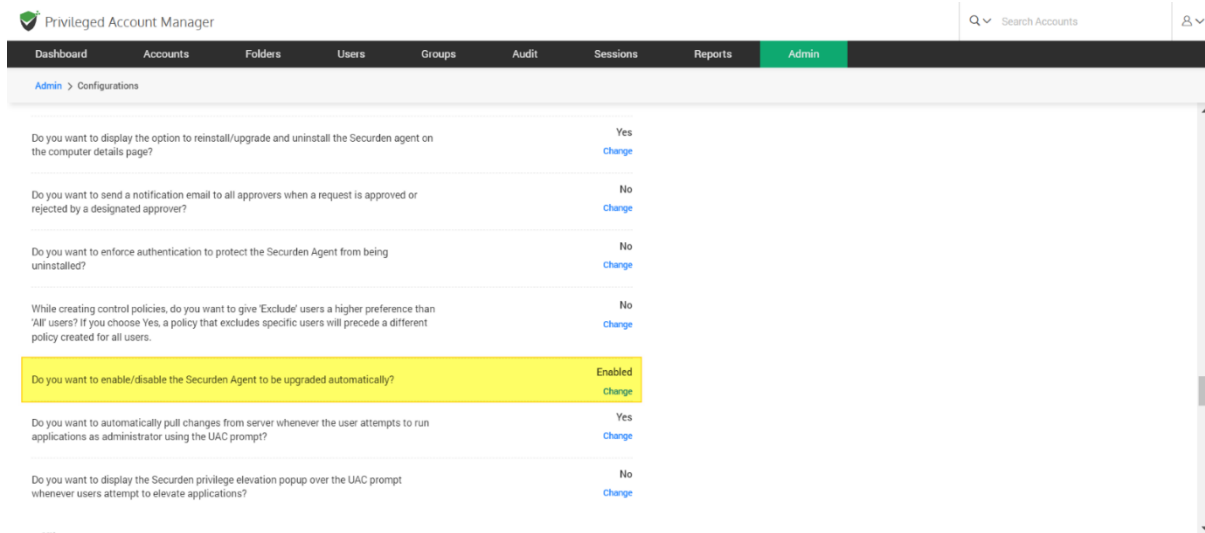 Privileged Account Manager
Search Accounts
Dashboard Accounts Folders Users Groups Audit Sessions Reports Admin
Admin > Configurations
Do you want to display the option to reinstall/upgrade and uninstall the Securden agent on
the computer details page?
Yes
Change
Do you want to send a notification email to all approvers when a request is approved or
rejected by a designated approver?
No
Change
Do you want to enforce authentication to protect the Securden Agent from being
uninstalled?
No
Change
While creating control policies, do you want to give 'Exclude' users a higher preference than
'All' users? If you choose Yes, a policy that excludes specific users will precede a different
policy created for all users.
No
Change
Do you want to enable/disable the Securden Agent to be upgraded automatically?
Enabled
Change
Do you want to automatically pull changes from server whenever the user attempts to run
applications as administrator using the UAC prompt?
Yes
Change
Do you want to display the Securden privilege elevation popup over the UAC prompt
whenever users attempt to elevate applications?
No
Change